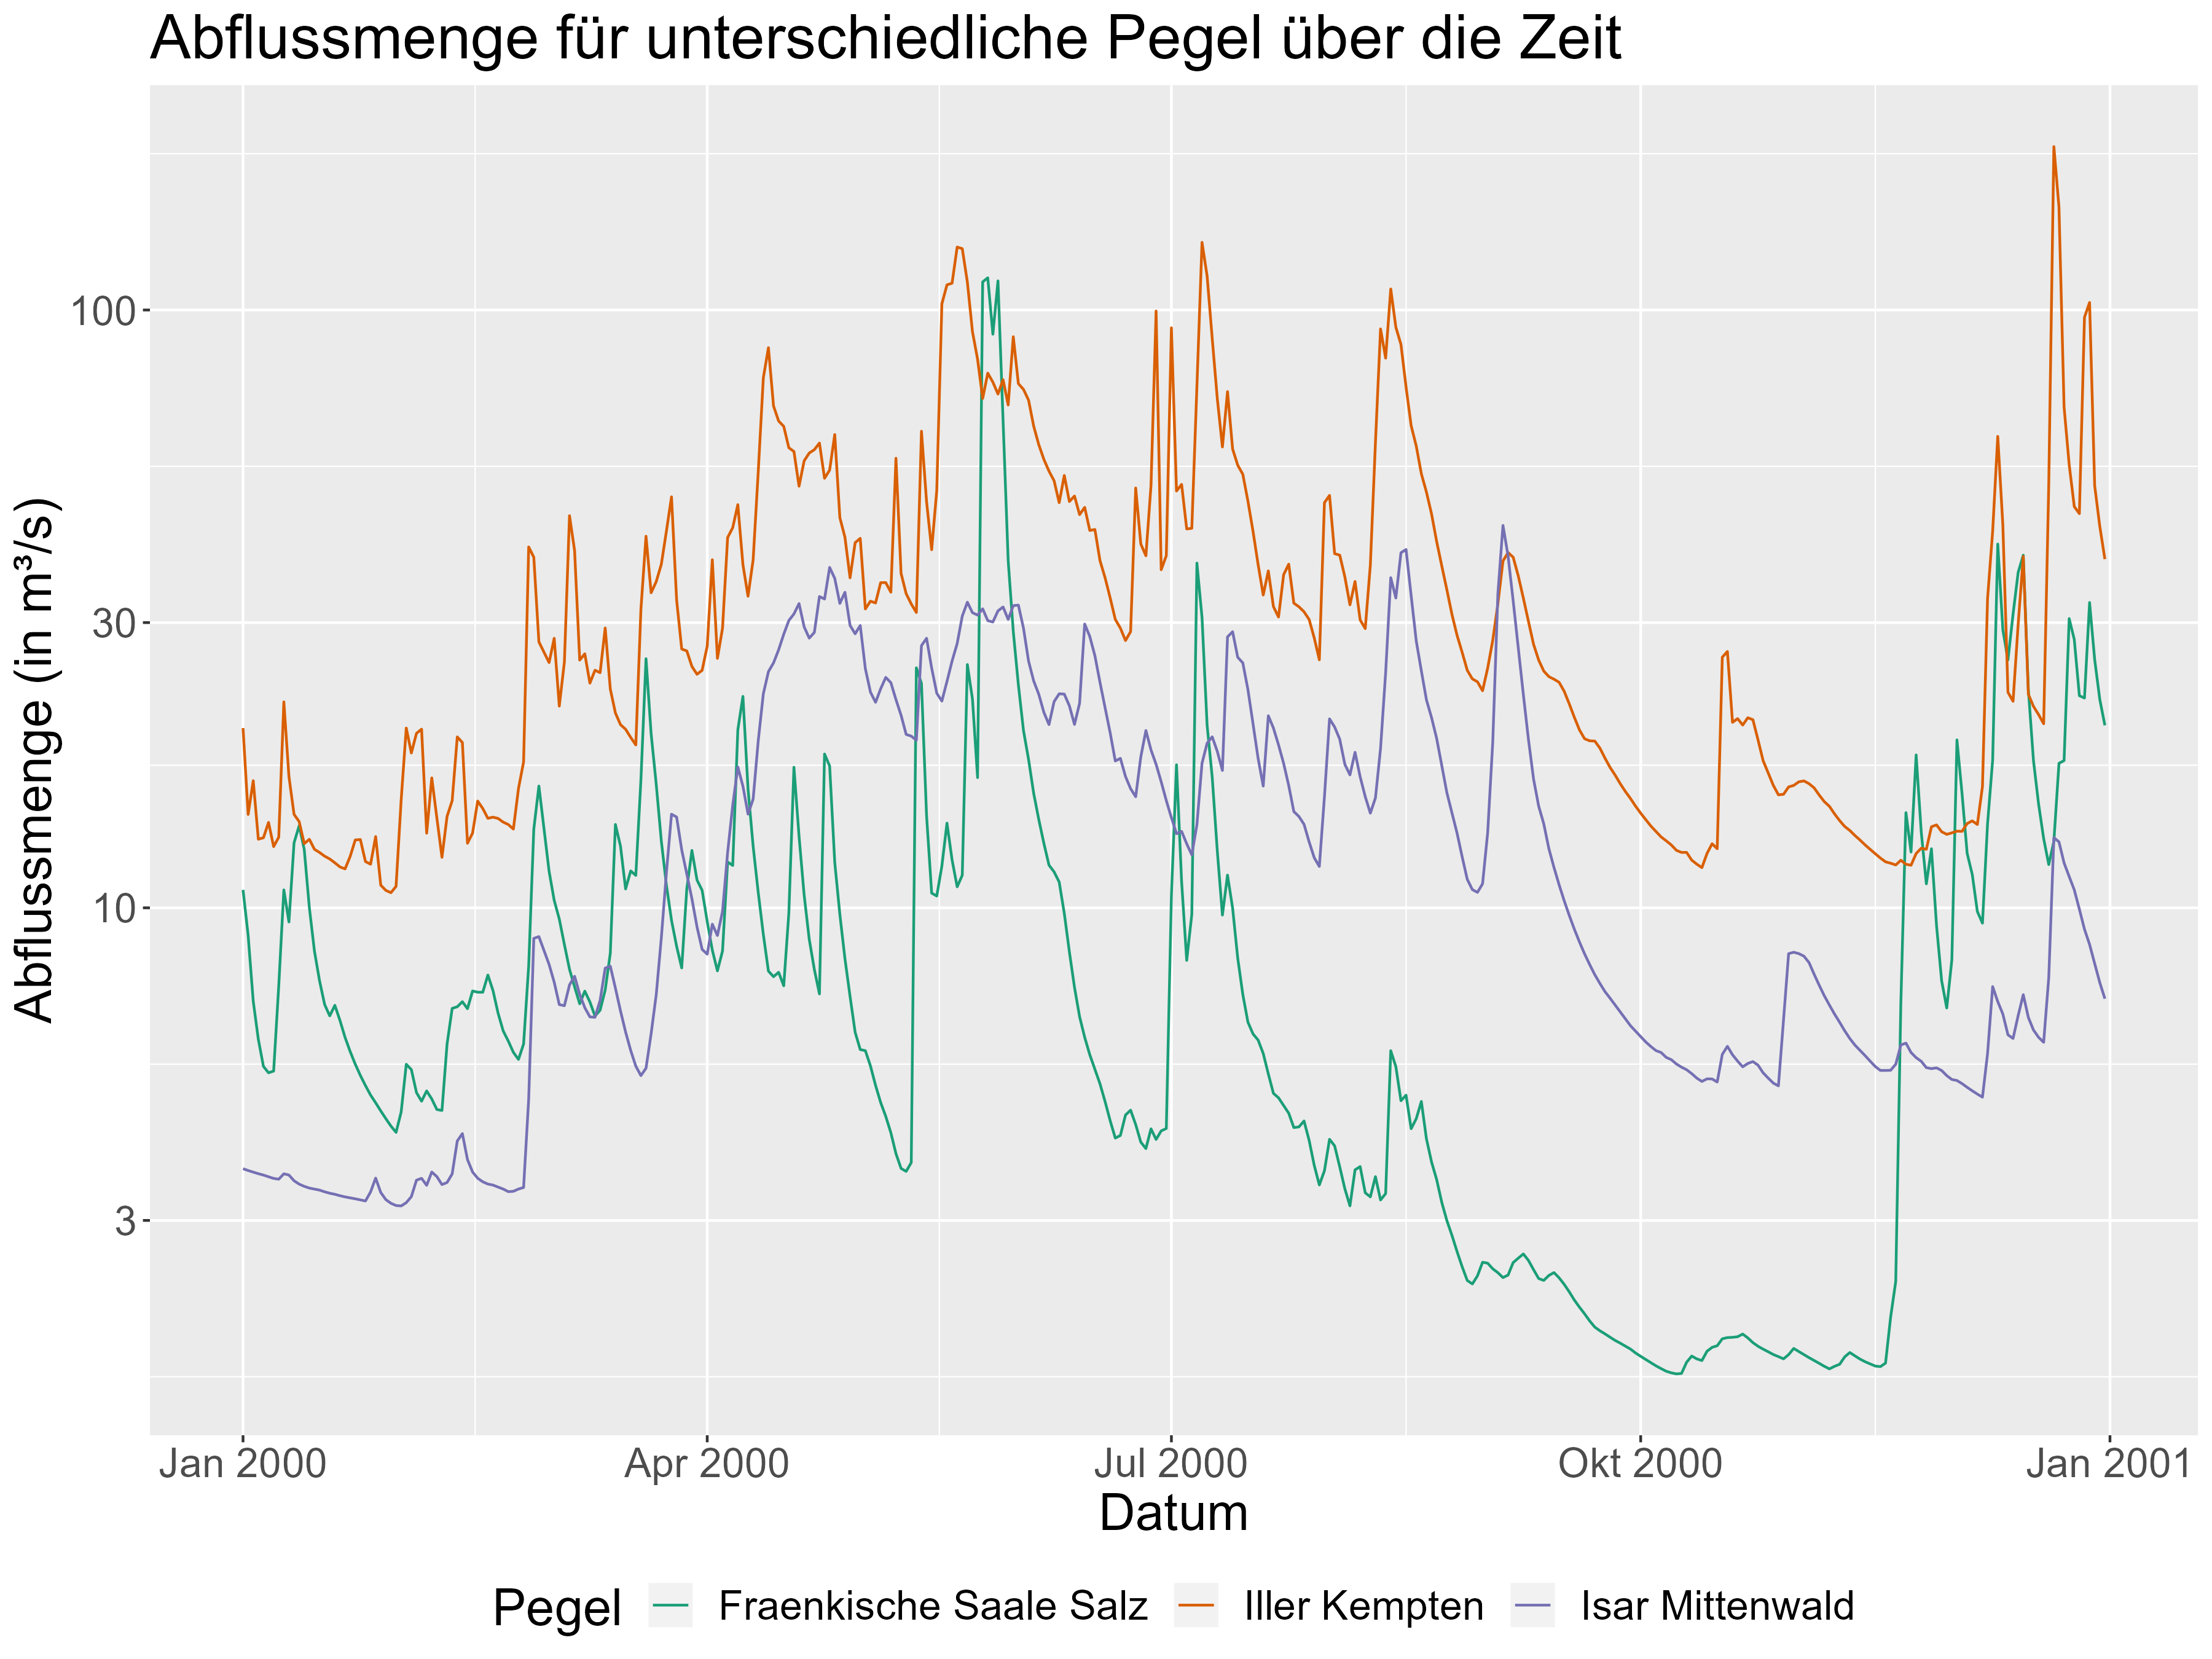 Abflussmenge für unterschiedliche Pegel über die Zeit
Abflussmenge (in m³/s)
100
30
10
3
Jan 2000 Apr 2000 Jul 2000 Okt 2000 Jan 2001
Datum
Pegel Fraenkische Saale Salz Iller Kempten Isar Mittenwald